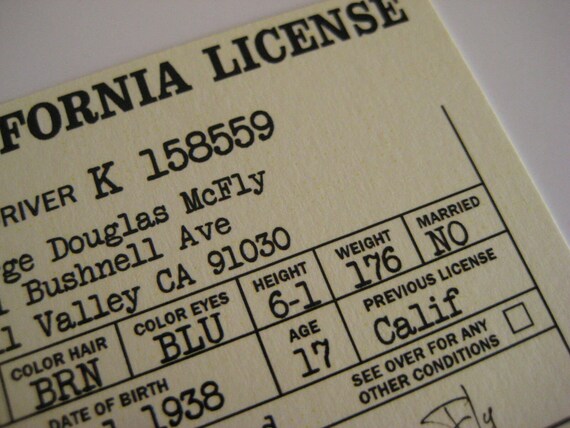 FORNIA LICENSE
RIVER K 158559
ge Douglas McFly
Bushnell Ave
l Valley CA 91030
COLOR HAIR COLOR EYES HEIGHT WEIGHT MARRIED
BRN BLU 6-1 176 NO
DATE OF BIRTH AGE PREVIOUS LICENSE
1938 17 Calif
SEE OVER FOR ANY
OTHER CONDITIONS